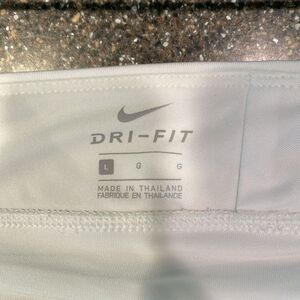 DRI-FIT
L G G
MADE IN THAILAND
FABRIQUÉ EN THAÏLANDE